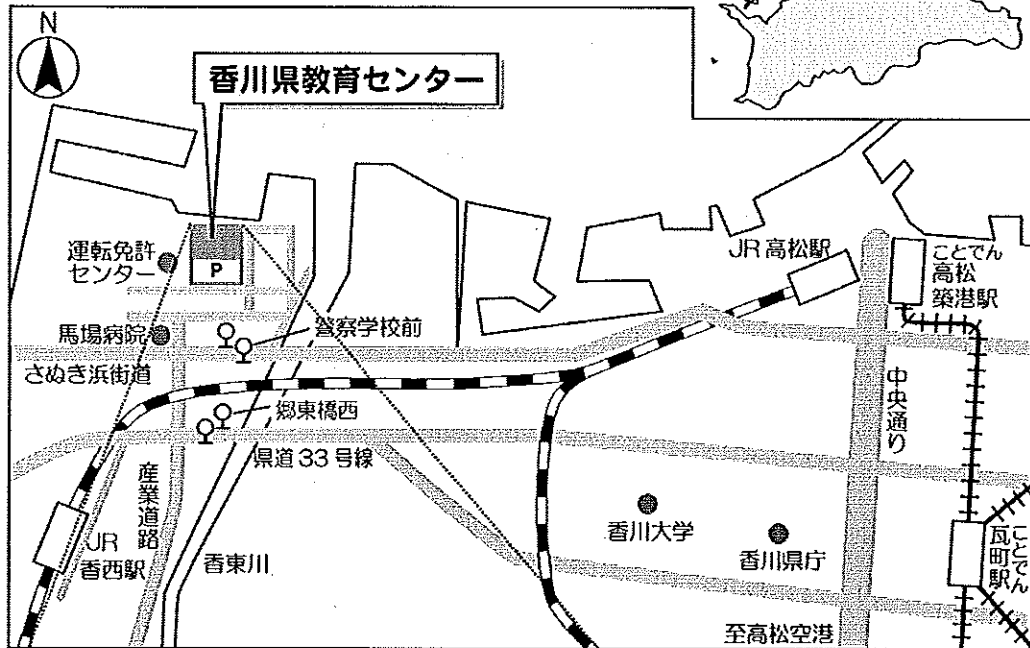 N
香川県教育センター
運転免許
センター
P
馬場病院
警察学校前
さぬき浜街道
郷東橋西
県道33号線
産業道路
JR
香西駅
香東川
JR高松駅
ことでん
高松
築港駅
中央通り
香川大学
香川県庁
ことでん
瓦町駅
至高松空港